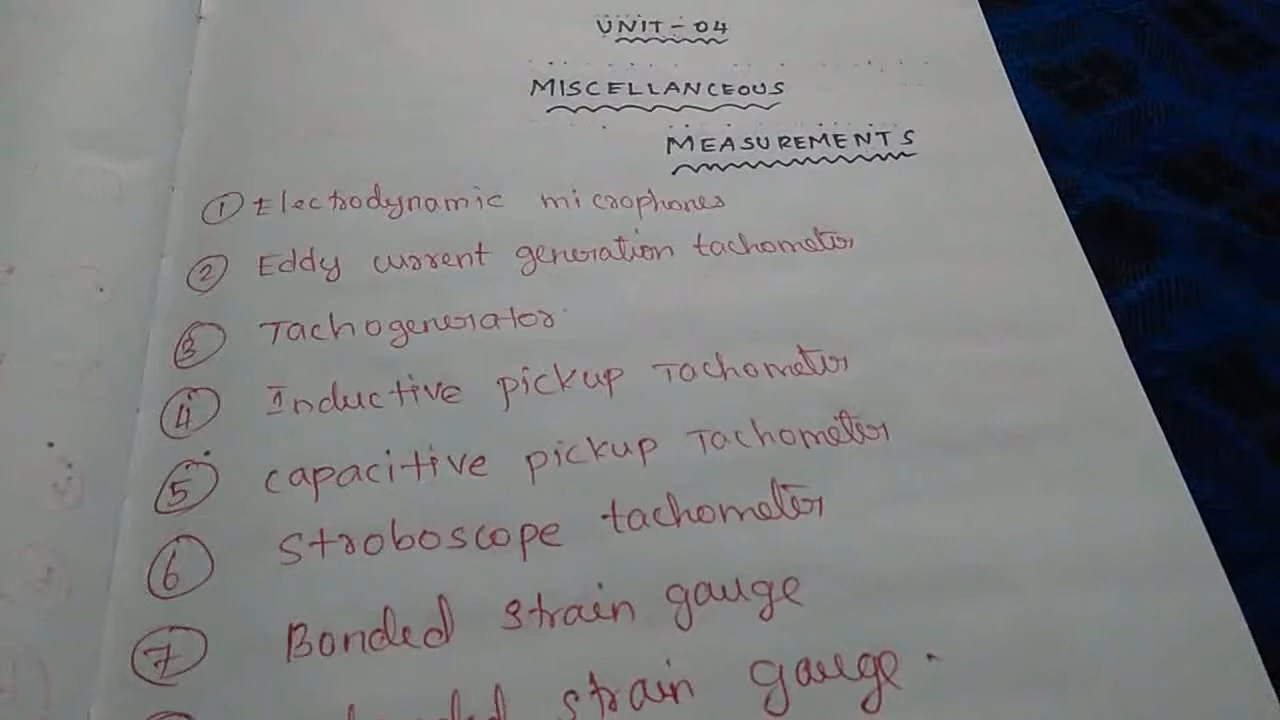 UNIT - 04
MISCELLANCEOUS
MEASUREMENTS
① Electrodynamic microphones
② Eddy current generation tachometer
③ Tachogenerator
④ Inductive pickup Tachometer
⑤ Capacitive pickup Tachometer
⑥ Stroboscope tachometer
⑦ Bonded strain gauge
strain gauge.